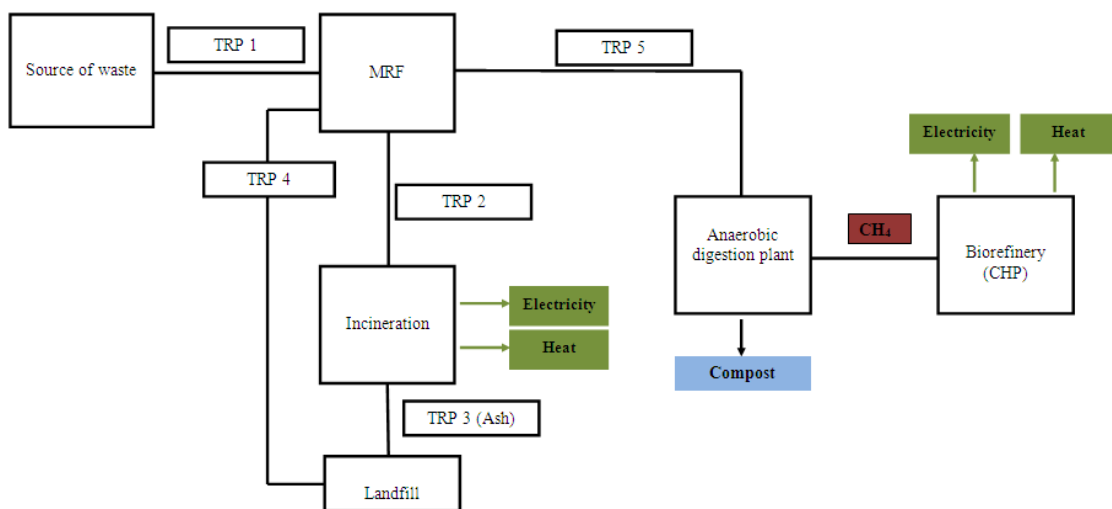 TRP 1
TRP 5
Source of waste
MRF
Electricity
Heat
TRP 4
TRP 2
CH₄
Anaerobic
digestion plant
Biorefinery
(CHP)
Electricity
Incineration
Heat
Compost
TRP 3 (Ash)
Landfill